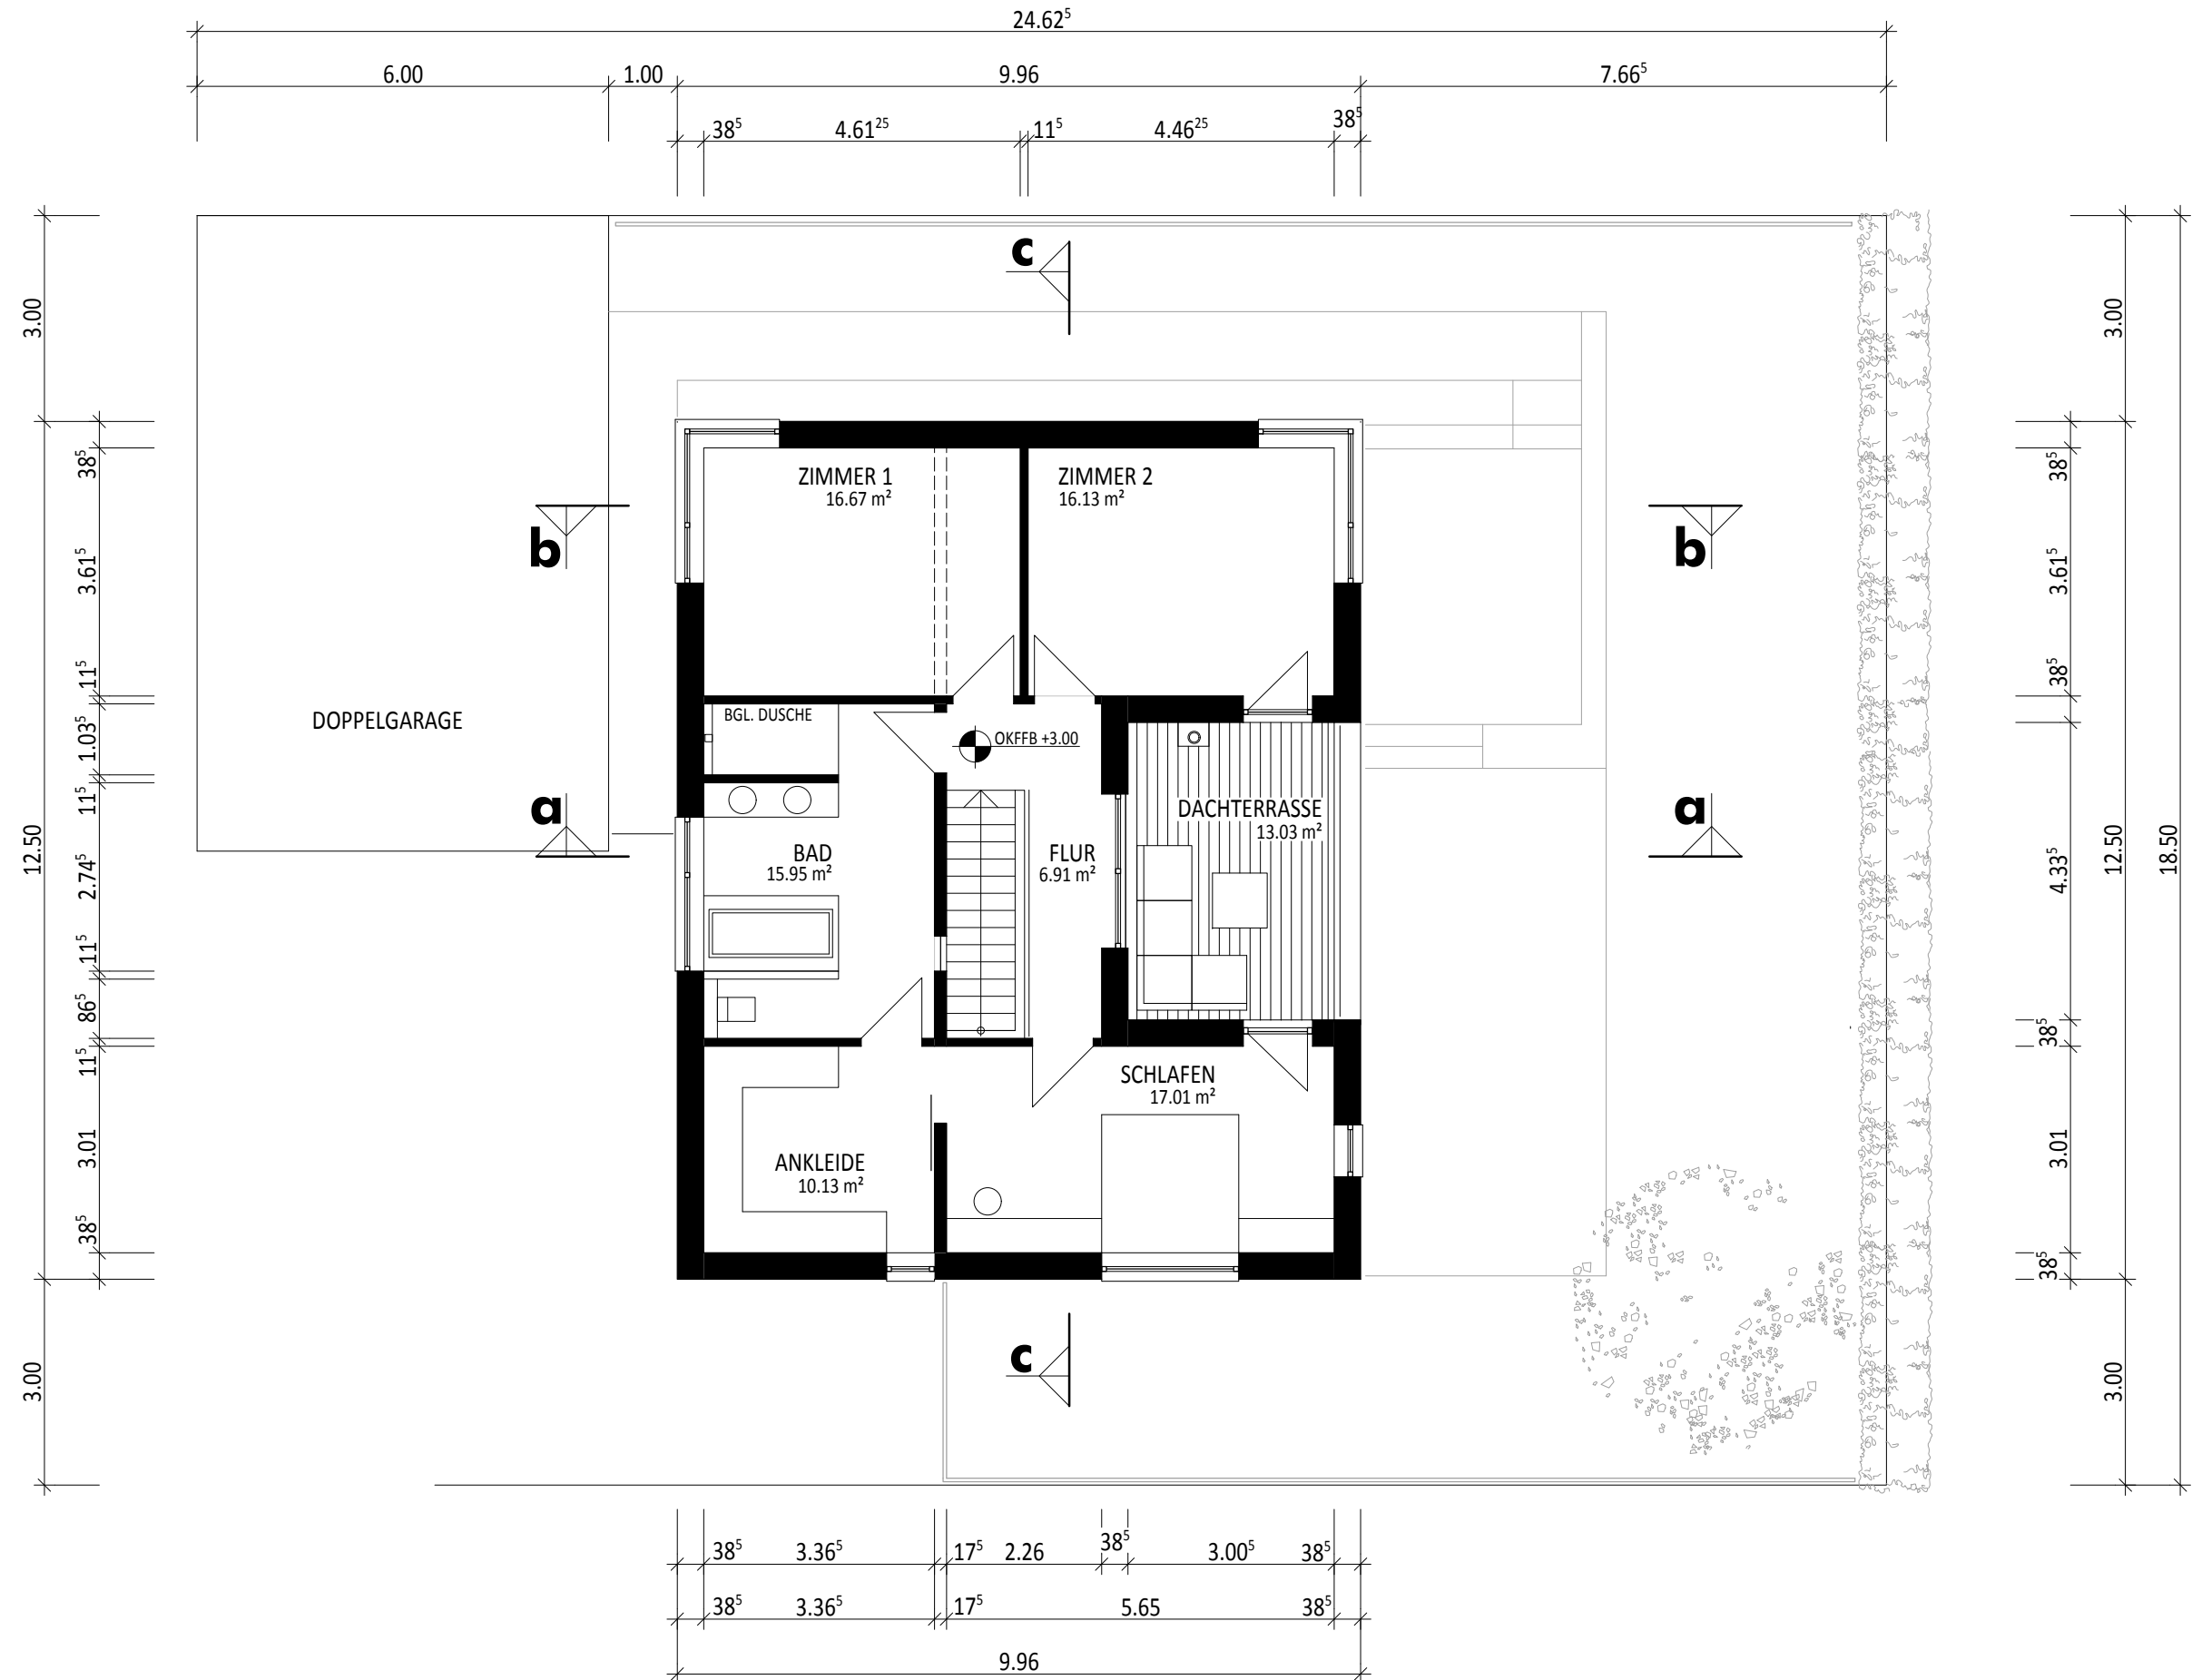 24.62⁵
6.00 1.00 9.96 7.66⁵
38⁵ 4.61²⁵ 11⁵ 4.46²⁵ 38⁵
3.00
12.50
3.00
38⁵
3.61⁵
11⁵
1.03⁵
11⁵
2.74⁵
11⁵
86⁵
11⁵
3.01
38⁵
c
ZIMMER 1
16.67 m²
ZIMMER 2
16.13 m²
b
b
DOPPELGARAGE
BGL. DUSCHE
OKFFB +3.00
a
a
DACHTERRASSE
13.03 m²
BAD
15.95 m²
FLUR
6.91 m²
SCHLAFEN
17.01 m²
ANKLEIDE
10.13 m²
c
38⁵
3.61⁵
38⁵
4.33⁵
38⁵
3.01
38⁵
3.00
12.50
3.00
18.50
38⁵ 3.36⁵ 17⁵ 2.26 38⁵ 3.00⁵ 38⁵
38⁵ 3.36⁵ 17⁵ 5.65 38⁵
9.96